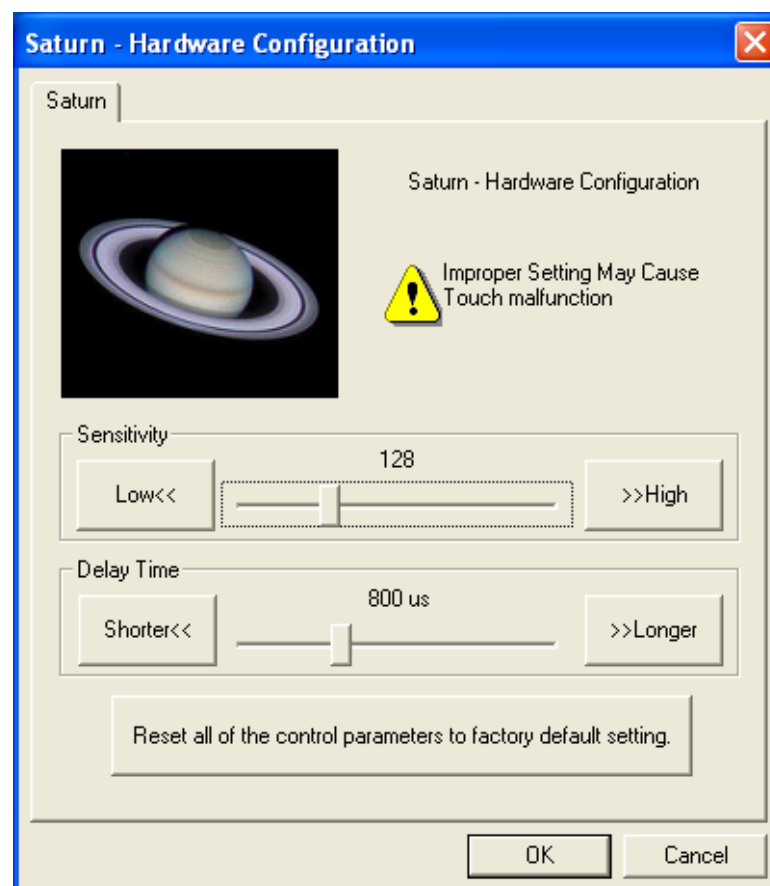 Saturn - Hardware Configuration
Saturn
Saturn - Hardware Configuration
Improper Setting May Cause
Touch malfunction
Sensitivity
128
Low<<
>>High
Delay Time
800 us
Shorter<<
>>Longer
Reset all of the control parameters to factory default setting.
OK
Cancel